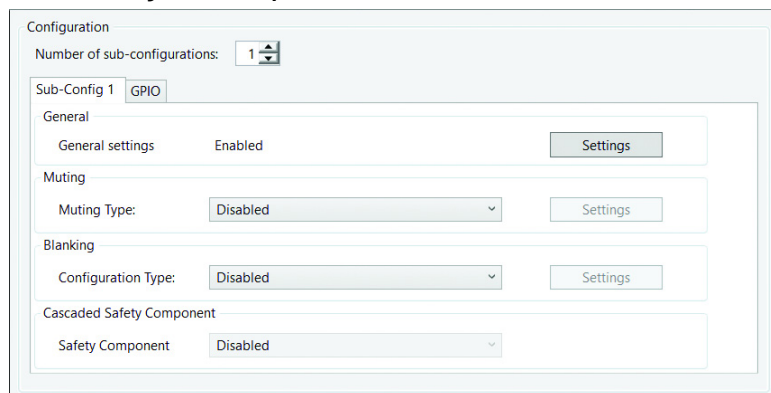 Configuration
Number of sub-configurations: 1
Sub-Config 1 GPIO
General
General settings Enabled Settings
Muting
Muting Type: Disabled Settings
Blanking
Configuration Type: Disabled Settings
Cascaded Safety Component
Safety Component Disabled